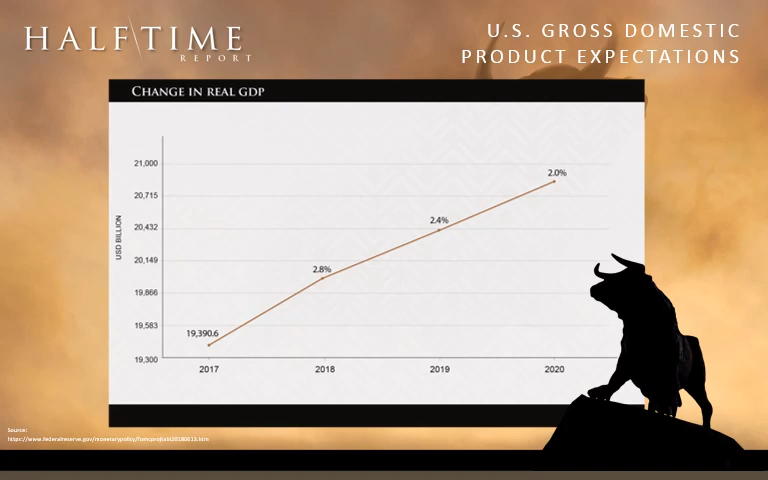 HALFTIME
REPORT
U.S. GROSS DOMESTIC
PRODUCT EXPECTATIONS
CHANGE IN REAL GDP
USD BILLION
21,000
20,715
20,432
20,149
19,866
19,583
19,300
19,390.6
2.8%
2.4%
2.0%
2017
2018
2019
2020
Source:
https://www.federalreserve.gov/monetarypolicy/fomcprojtabl20180613.htm